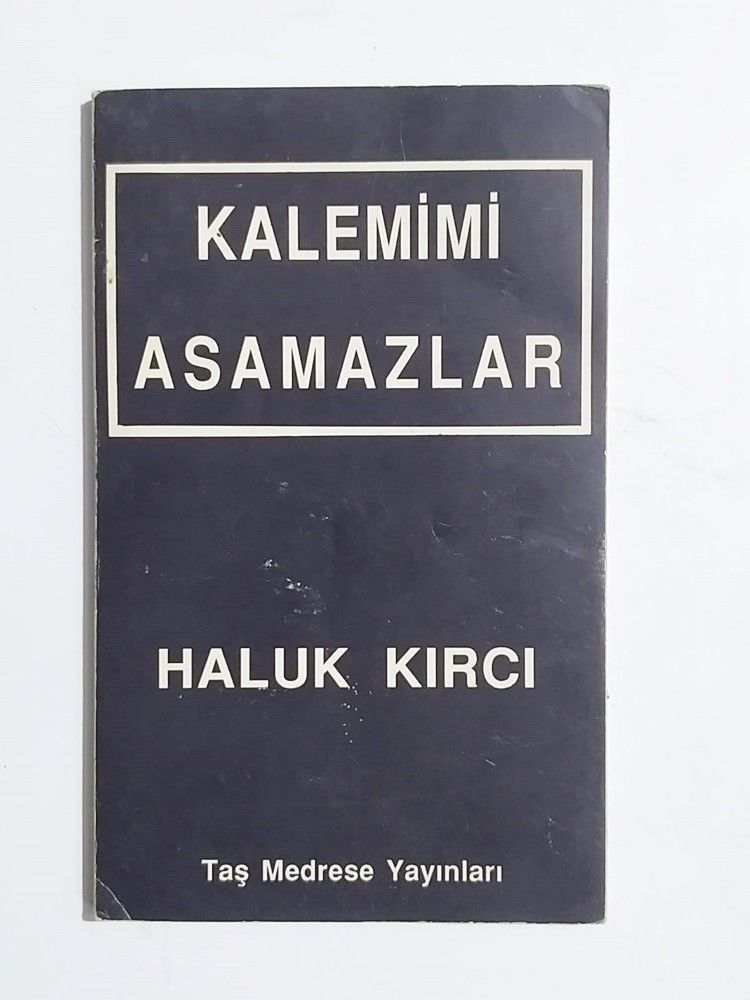 KALEMİMİ
ASAMAZLAR
HALUK KIRCI
Taş Medrese Yayınları